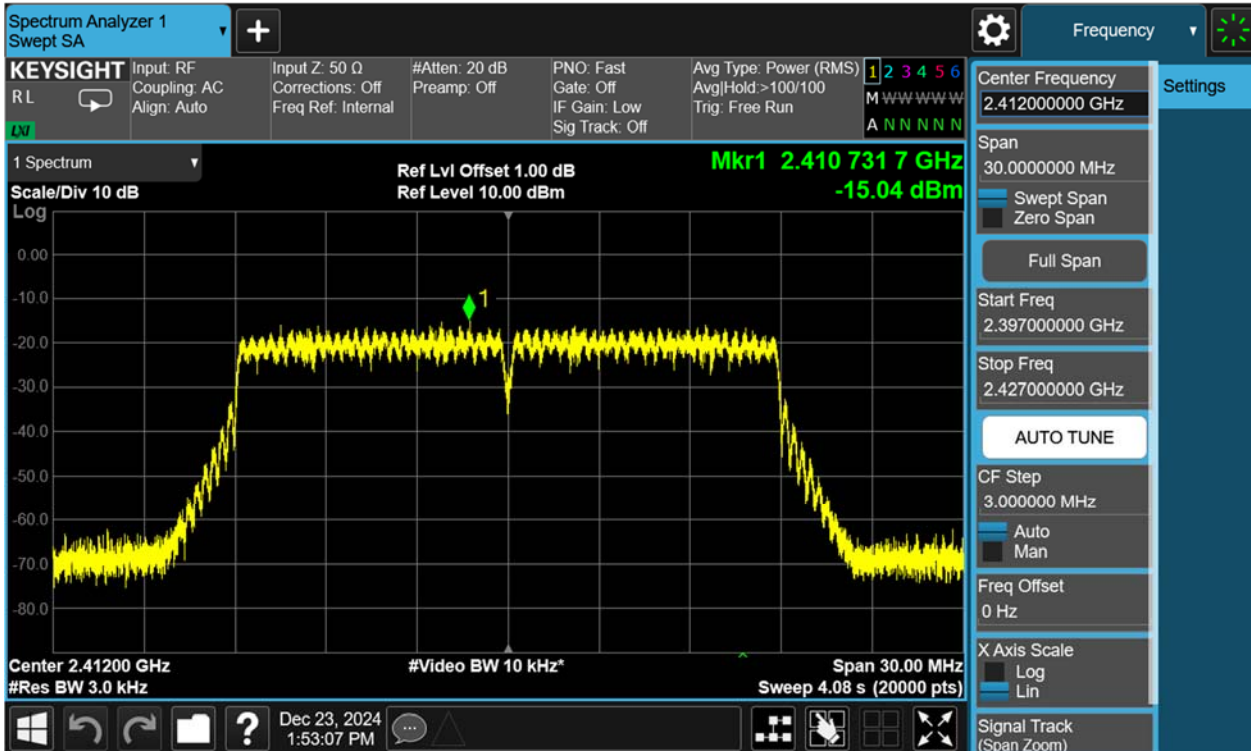 Spectrum Analyzer 1
Swept SA
+
Frequency
KEYSIGHT
R L
LXI
Input: RF
Coupling: AC
Align: Auto
Input Z: 50 Ω
Corrections: Off
Freq Ref: Internal
#Atten: 20 dB
Preamp: Off
PNO: Fast
Gate: Off
IF Gain: Low
Sig Track: Off
Avg Type: Power (RMS)
Avg|Hold:>100/100
Trig: Free Run
1 2 3 4 5 6
M W W W W W
A N N N N N
1 Spectrum
Scale/Div 10 dB
Log
Ref Lvl Offset 1.00 dB
Ref Level 10.00 dBm
Mkr1 2.410 731 7 GHz
-15.04 dBm
0.00
-10.0
-20.0
-30.0
-40.0
-50.0
-60.0
-70.0
-80.0
1
Center 2.41200 GHz
#Res BW 3.0 kHz
#Video BW 10 kHz*
Span 30.00 MHz
Sweep 4.08 s (20000 pts)
Center Frequency
2.412000000 GHz
Span
30.0000000 MHz
Swept Span
Zero Span
Full Span
Start Freq
2.397000000 GHz
Stop Freq
2.427000000 GHz
AUTO TUNE
CF Step
3.000000 MHz
Auto
Man
Freq Offset
0 Hz
X Axis Scale
Log
Lin
Signal Track
(Span Zoom)
Settings
?
Dec 23, 2024
1:53:07 PM